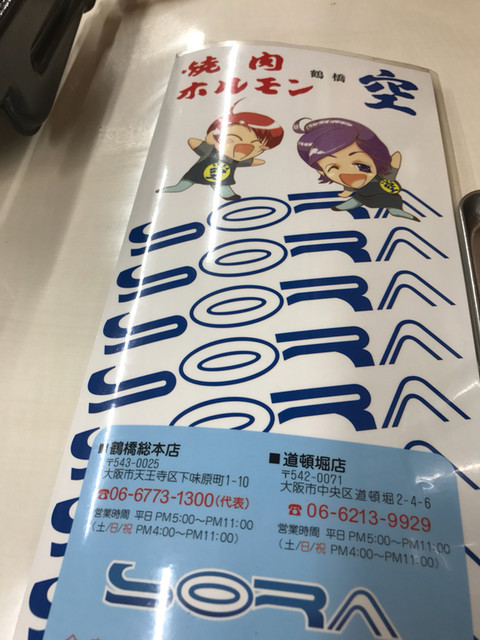 焼肉
ホルモン
鶴橋
空
SORA
SORA
SORA
SORA
SORA
■鶴橋総本店
〒543-0025
大阪市天王寺区下味原町1-10
☎06-6773-1300(代表)
営業時間 平日 PM5:00〜PM11:00
(土/日/祝 PM4:00〜PM11:00)
■道頓堀店
〒542-0071
大阪市中央区道頓堀2-4-6
☎ 06-6213-9929
営業時間 平日 PM5:00〜PM11:00
(土/日/祝 PM4:00〜PM11:00)
SORA